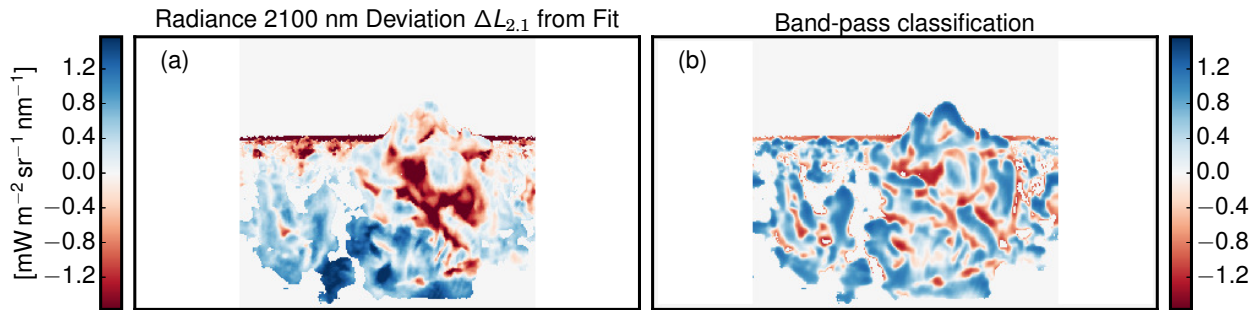 Radiance 2100 nm Deviation ΔL2.1 from Fit
Band-pass classification
(a)
(b)
[mW m−2 sr−1 nm−1]
1.2
0.8
0.4
0.0
−0.4
−0.8
−1.2
1.2
0.8
0.4
0.0
−0.4
−0.8
−1.2